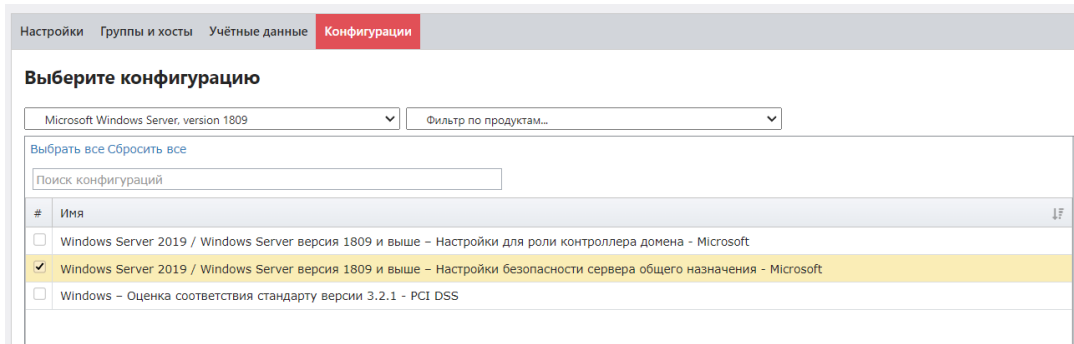 Настройки Группы и хосты Учётные данные Конфигурации
Выберите конфигурацию
Microsoft Windows Server, version 1809 Фильтр по продуктам...
Выбрать все Сбросить все
Поиск конфигураций
# Имя
Windows Server 2019 / Windows Server версия 1809 и выше – Настройки для роли контроллера домена - Microsoft
Windows Server 2019 / Windows Server версия 1809 и выше – Настройки безопасности сервера общего назначения - Microsoft
Windows – Оценка соответствия стандарту версии 3.2.1 - PCI DSS